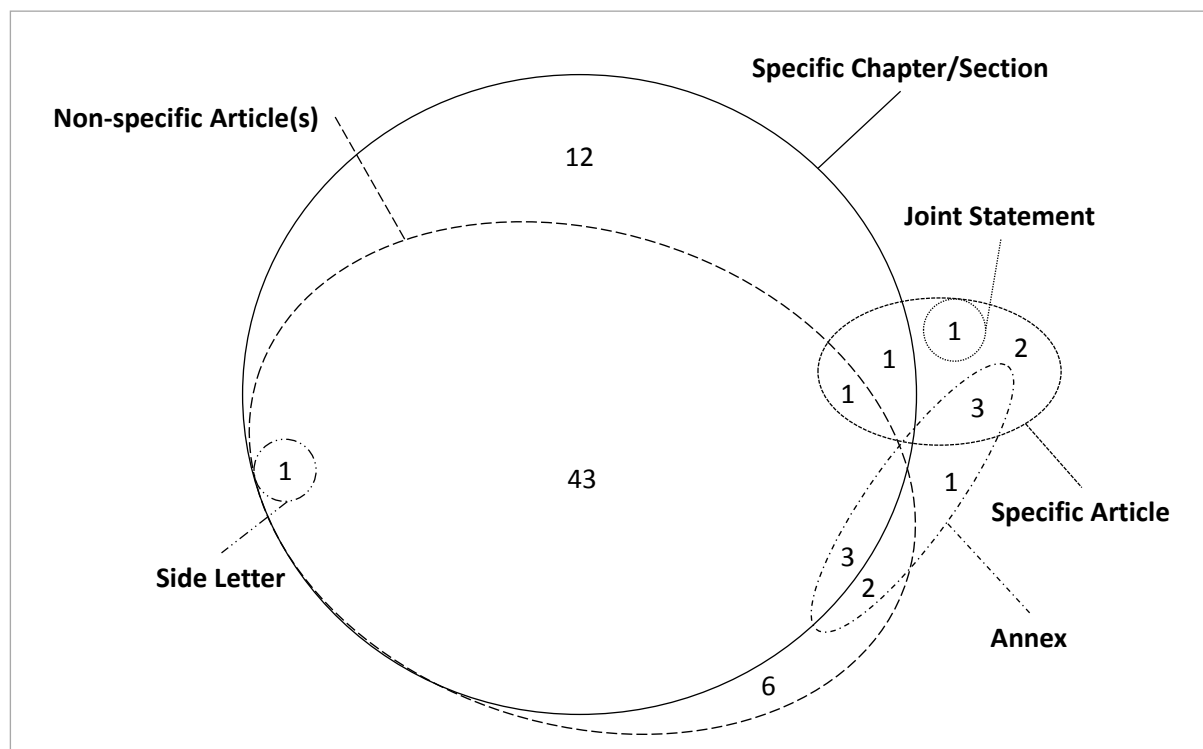 Specific Chapter/Section
Non-specific Article(s)
12
Joint Statement
1
2
1
1
3
1
43
1
Specific Article
Side Letter
3
2
Annex
6